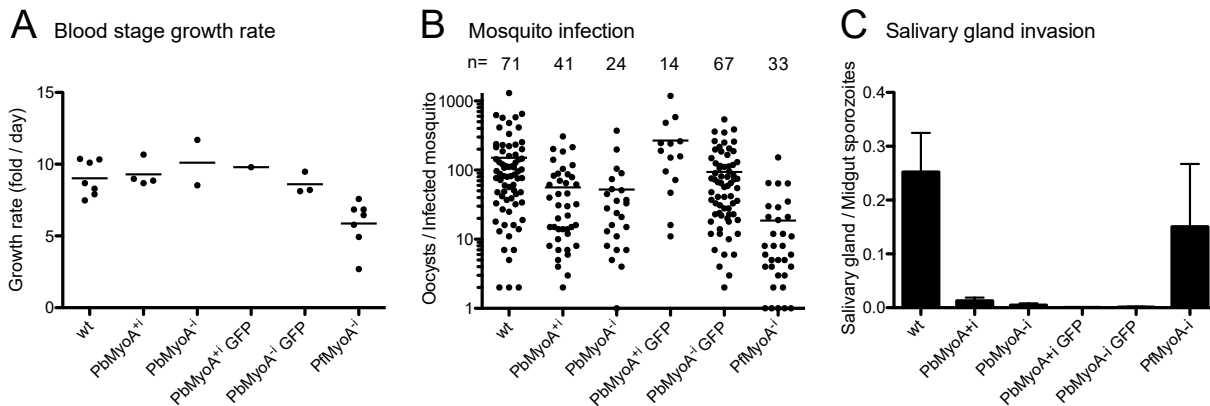 A Blood stage growth rate
Growth rate (fold / day)
15
10
5
0
wt
PbMyoA⁺ⁱ
PbMyoA⁻ⁱ
PbMyoA⁺ⁱ GFP
PbMyoA⁻ⁱ GFP
PfMyoA⁻ⁱ
B Mosquito infection
n= 71 41 24 14 67 33
Oocysts / Infected mosquito
1000
100
10
1
wt
PbMyoA⁺ⁱ
PbMyoA⁻ⁱ
PbMyoA⁺ⁱ GFP
PbMyoA⁻ⁱ GFP
PfMyoA⁻ⁱ
C Salivary gland invasion
Salivary gland / Midgut sporozoites
0.4
0.3
0.2
0.1
0.0
wt
PbMyoA+i
PbMyoA-i
PbMyoA+i GFP
PbMyoA-i GFP
PfMyoA-i